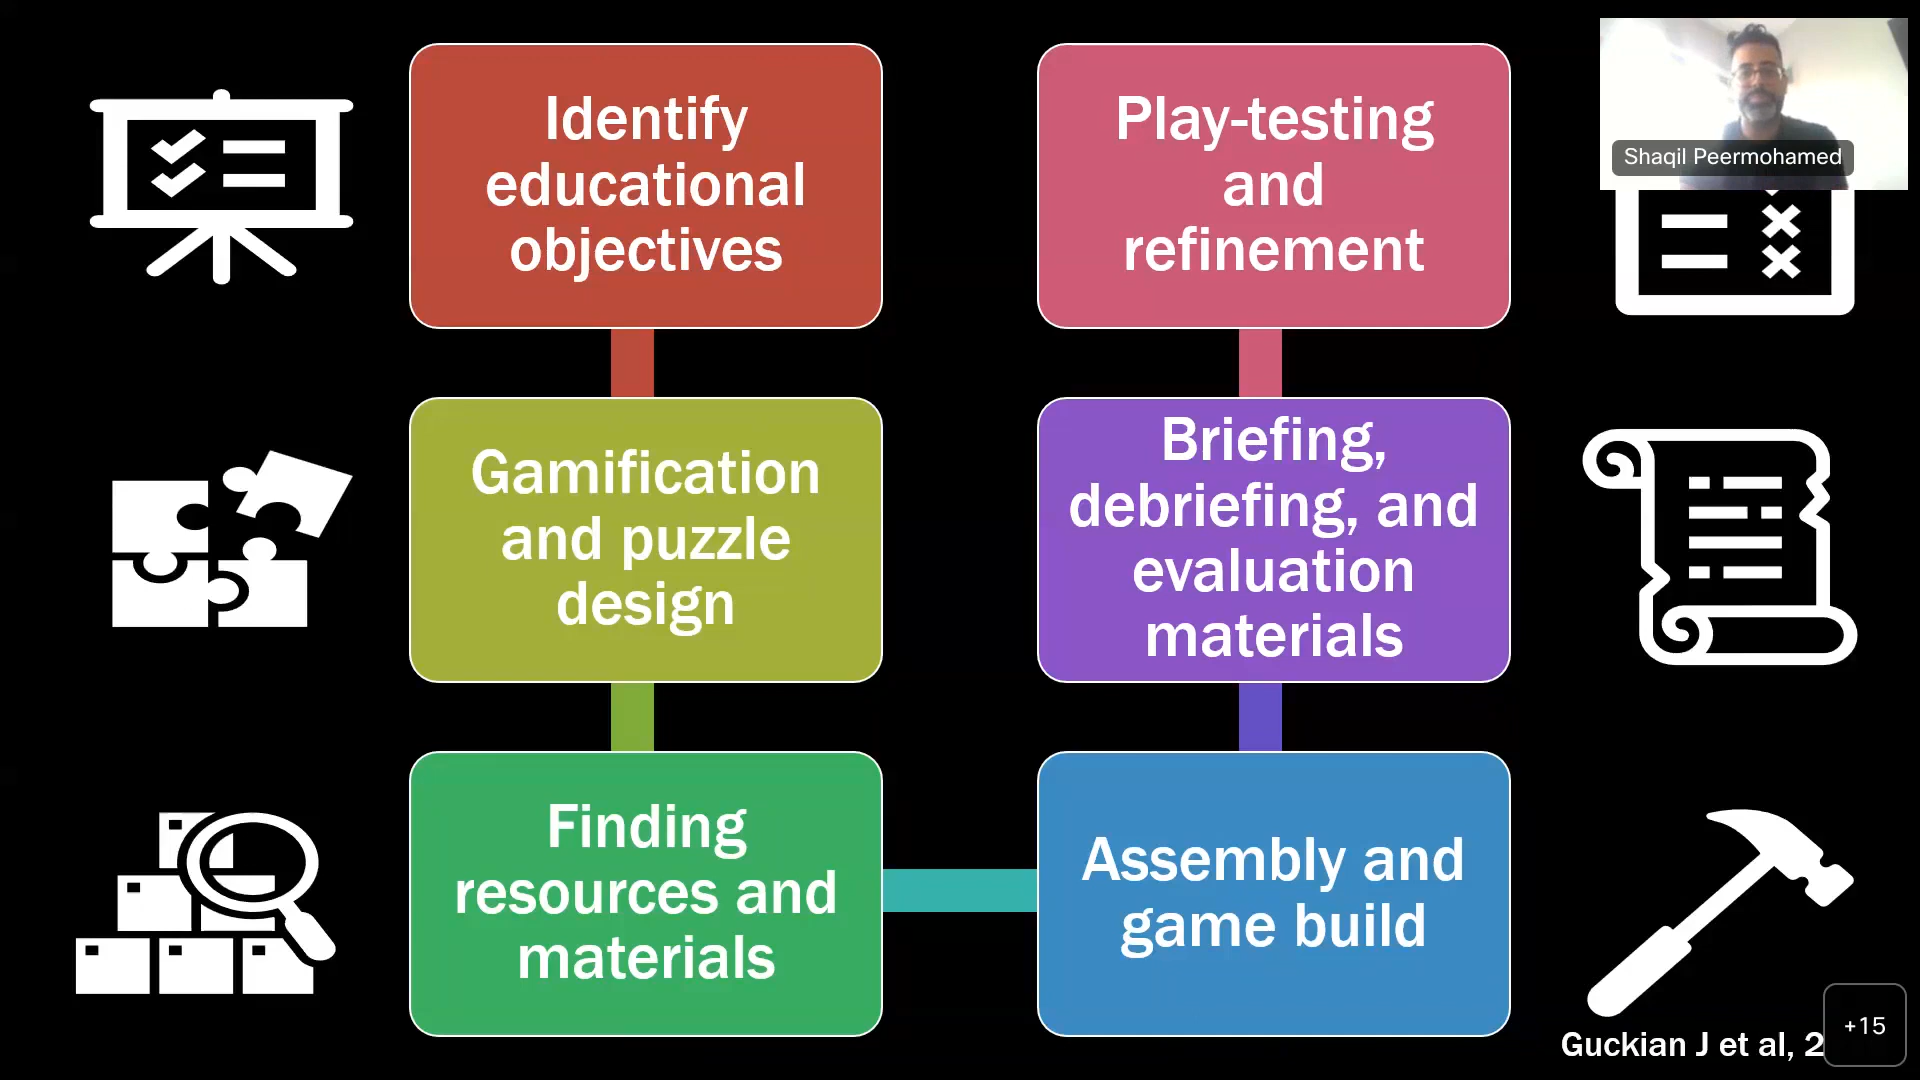 Identify
educational
objectives
Gamification
and puzzle
design
Finding
resources and
materials
Assembly and
game build
Briefing,
debriefing, and
evaluation
materials
Play-testing
and
refinement
Shaqil Peermohamed
Guckian J et al, 2
+15